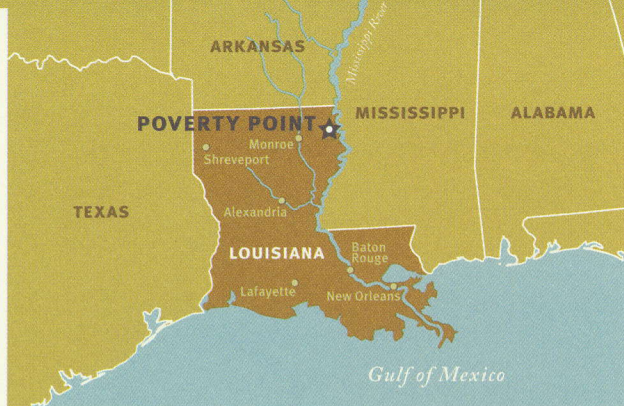 Mississippi River
ARKANSAS
MISSISSIPPI
ALABAMA
POVERTY POINT
Monroe
Shreveport
TEXAS
Alexandria
LOUISIANA
Baton
Rouge
Lafayette
New Orleans
Gulf of Mexico